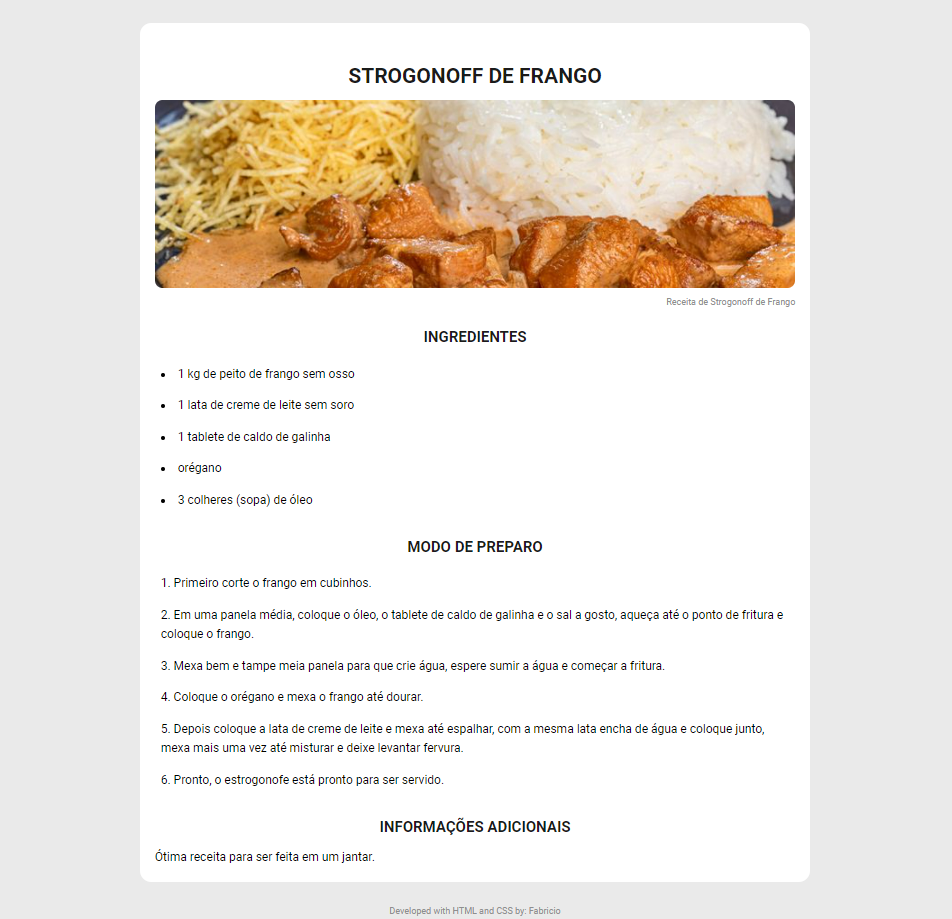 STROGONOFF DE FRANGO
Receita de Strogonoff de Frango
INGREDIENTES
• 1 kg de peito de frango sem osso
• 1 lata de creme de leite sem soro
• 1 tablete de caldo de galinha
• orégano
• 3 colheres (sopa) de óleo
MODO DE PREPARO
1. Primeiro corte o frango em cubinhos.
2. Em uma panela média, coloque o óleo, o tablete de caldo de galinha e o sal a gosto, aqueça até o ponto de fritura e
coloque o frango.
3. Mexa bem e tampe meia panela para que crie água, espere sumir a água e começar a fritura.
4. Coloque o orégano e mexa o frango até dourar.
5. Depois coloque a lata de creme de leite e mexa até espalhar, com a mesma lata encha de água e coloque junto,
mexa mais uma vez até misturar e deixe levantar fervura.
6. Pronto, o estrogonofe está pronto para ser servido.
INFORMAÇÕES ADICIONAIS
Ótima receita para ser feita em um jantar.
Developed with HTML and CSS by: Fabricio